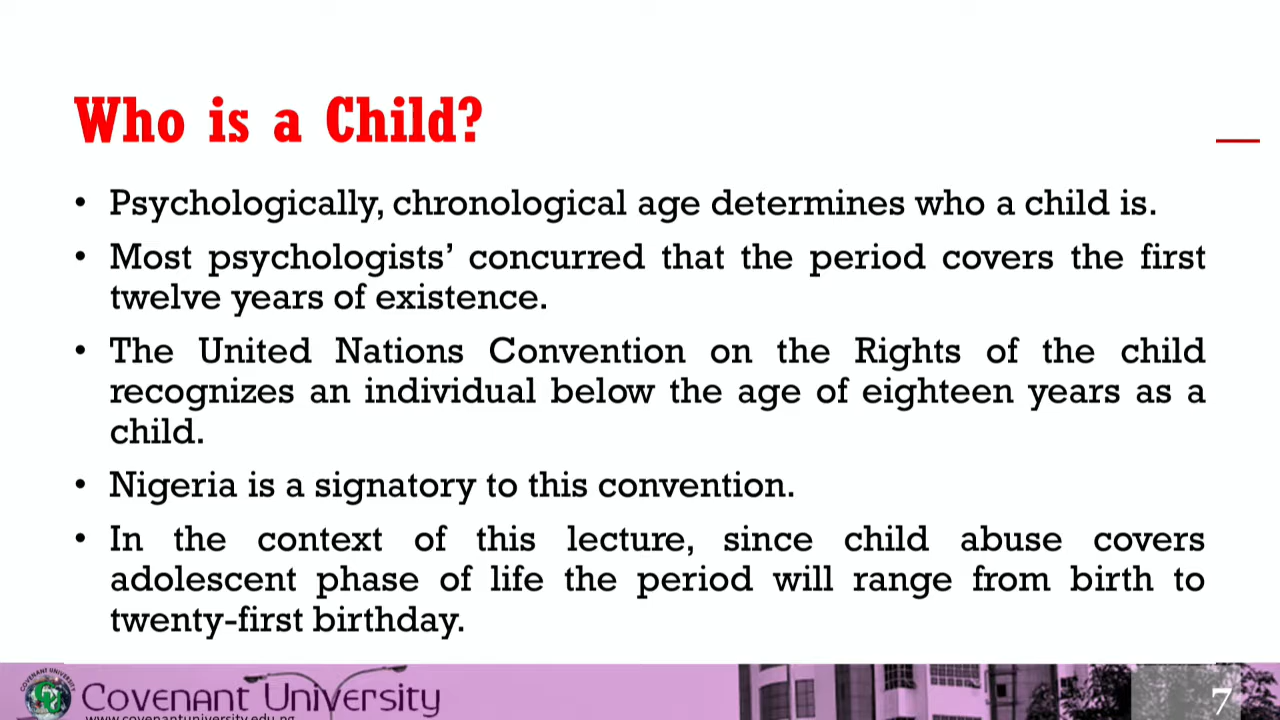 Who is a Child?
• Psychologically, chronological age determines who a child is.
• Most psychologists’ concurred that the period covers the first
twelve years of existence.
• The United Nations Convention on the Rights of the child
recognizes an individual below the age of eighteen years as a
child.
• Nigeria is a signatory to this convention.
• In the context of this lecture, since child abuse covers
adolescent phase of life the period will range from birth to
twenty-first birthday.
COVENANT UNIVERSITY
Covenant University
www.covenantuniversity.edu.ng
7